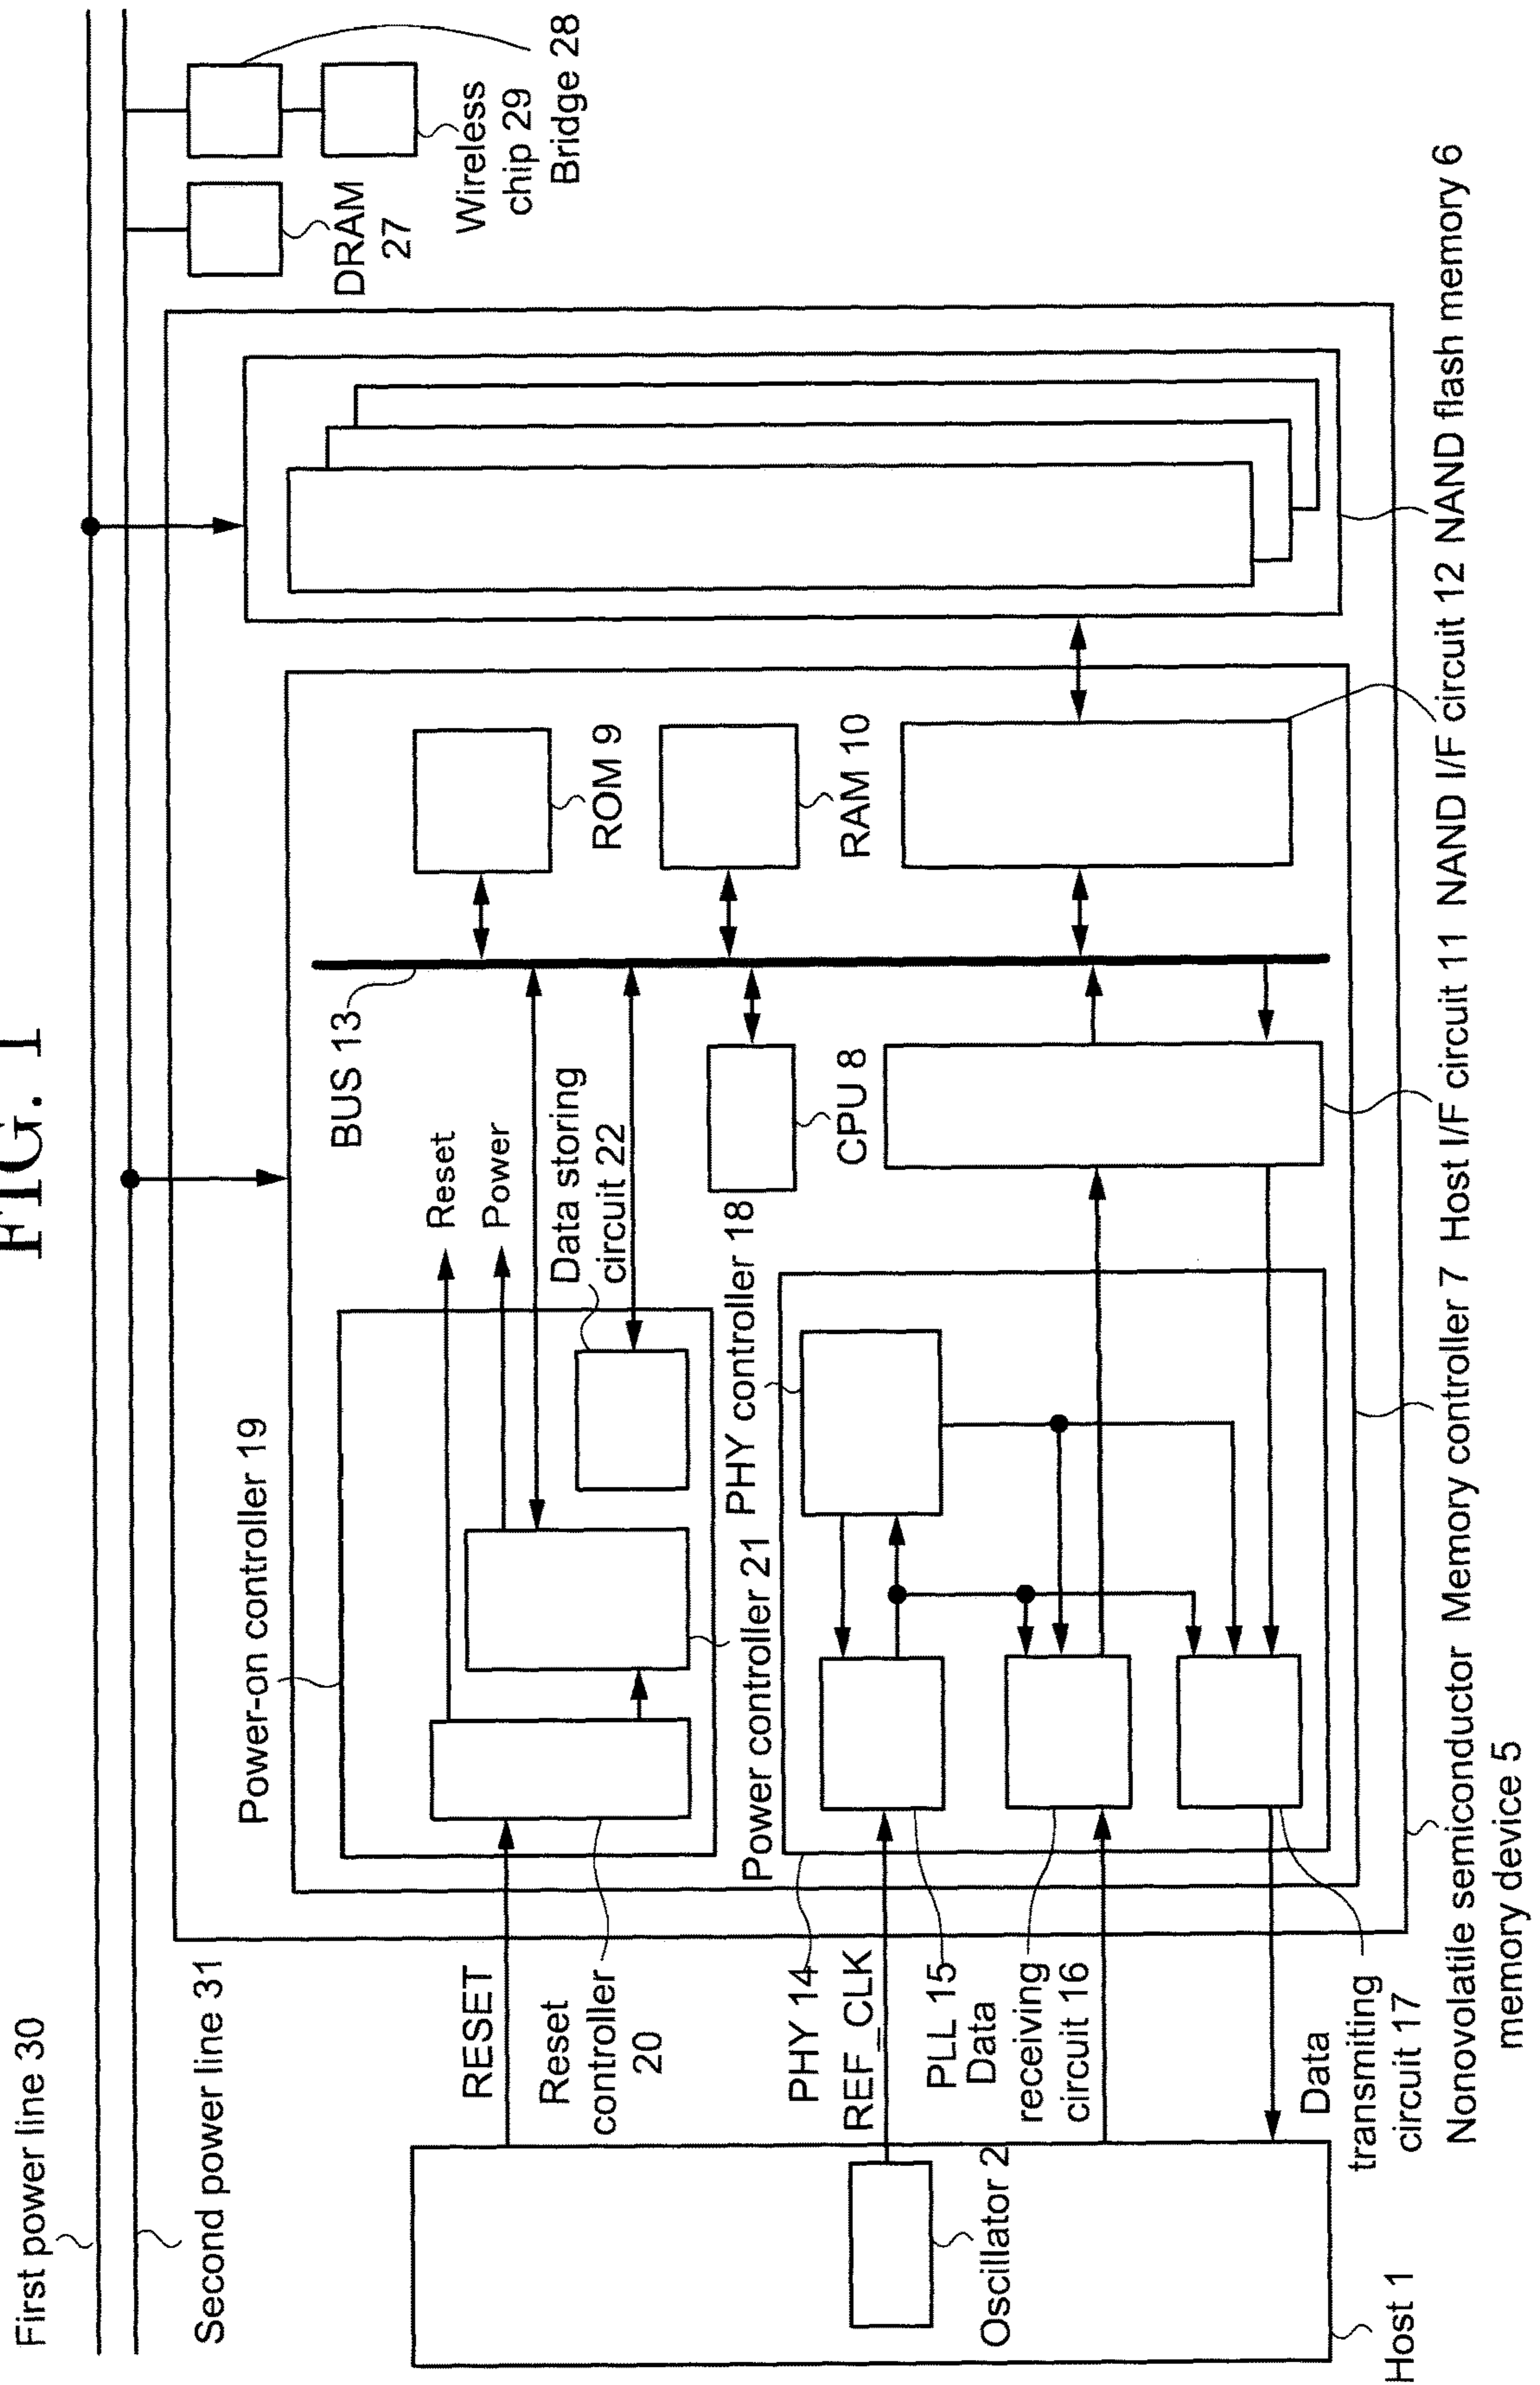 FIG. 1
First power line 30
Second power line 31
DRAM
27
Wireless
chip 29
Bridge 28
Power-on controller 19
BUS 13
Reset
Power
Data storing
circuit 22
ROM 9
RAM 10
CPU 8
PHY controller 18
Power controller 21
RESET
Reset
controller
20
PHY 14
REF_CLK
PLL 15
Data
receiving
circuit 16
Data
transmiting
circuit 17
Oscillator 2
Host 1
Nonovolatile semiconductor
memory device 5
Memory controller 7
Host I/F circuit 11
NAND I/F circuit 12
NAND flash memory 6